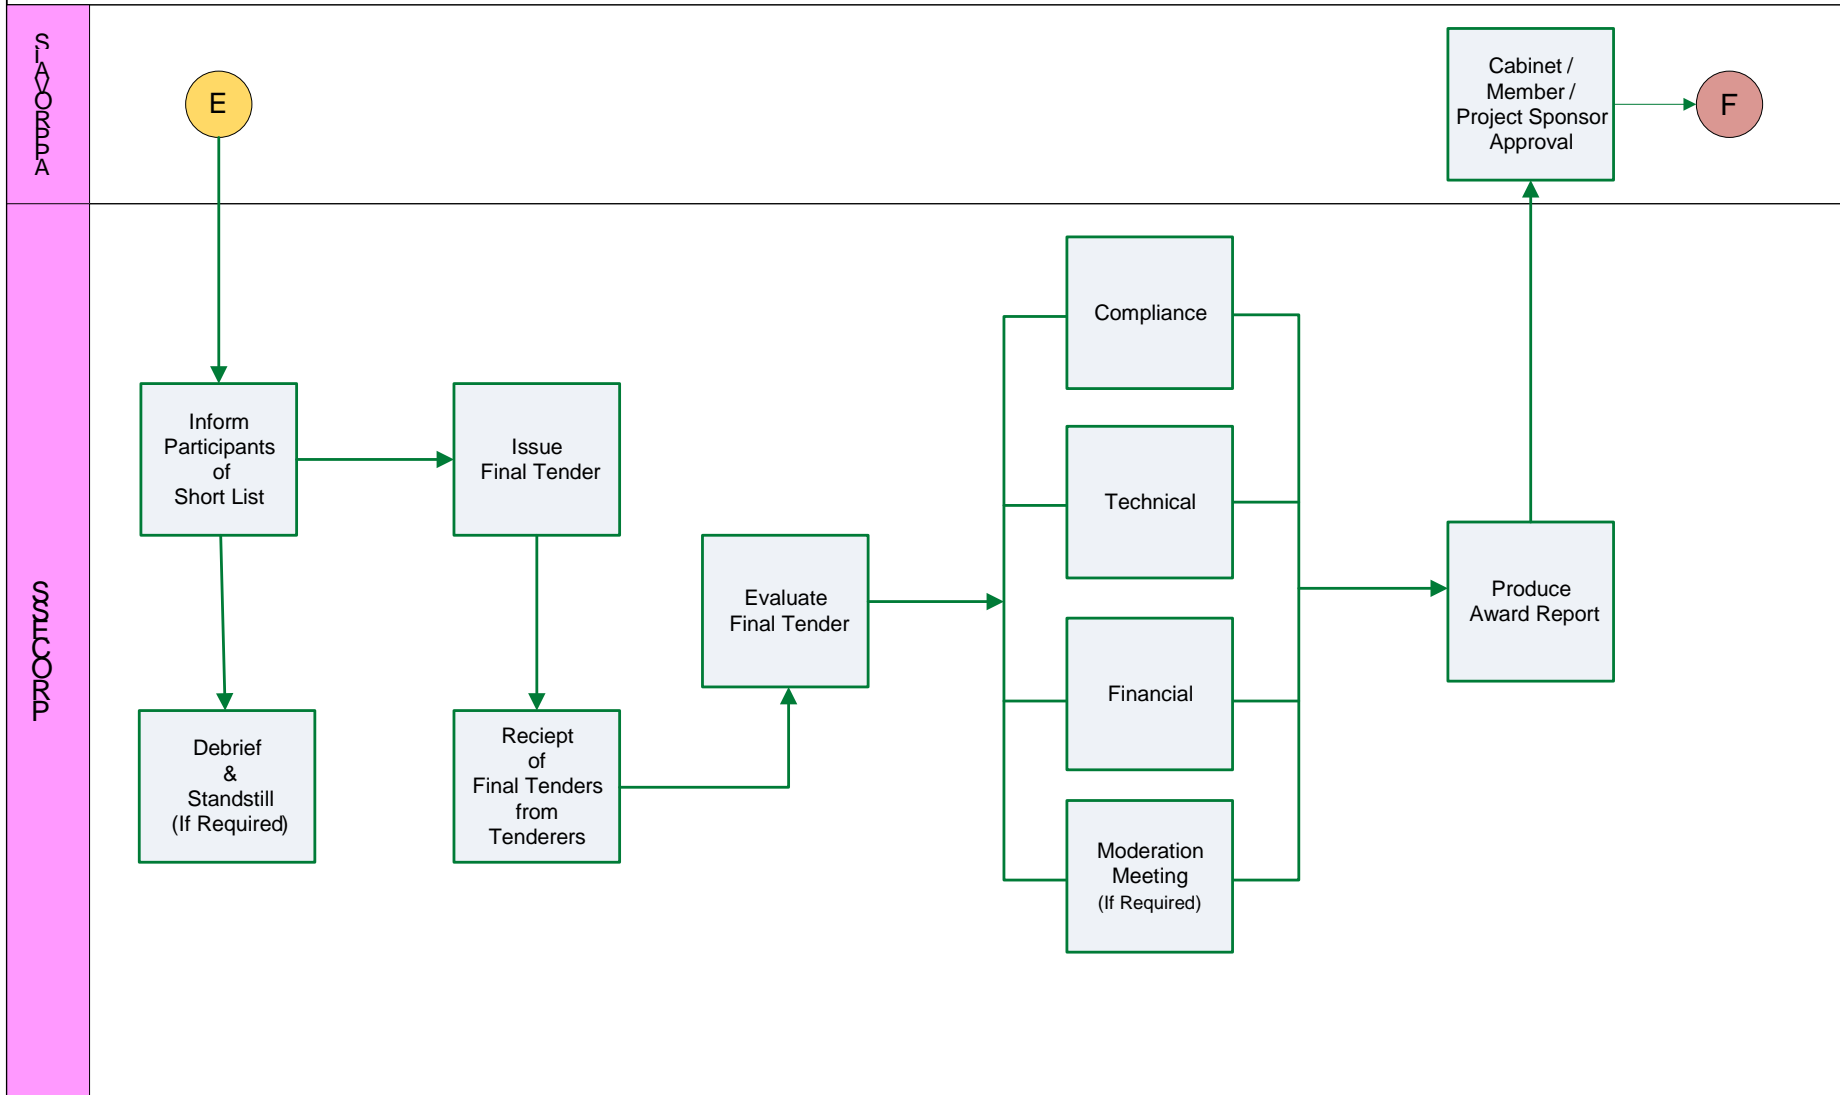 APPROVALS
E
Cabinet /
Member /
Project Sponsor
Approval
F
PROCESS
Inform
Participants
of
Short List
Issue
Final Tender
Debrief
&
Standstill
(If Required)
Reciept
of
Final Tenders
from
Tenderers
Evaluate
Final Tender
Compliance
Technical
Financial
Moderation
Meeting
(If Required)
Produce
Award Report